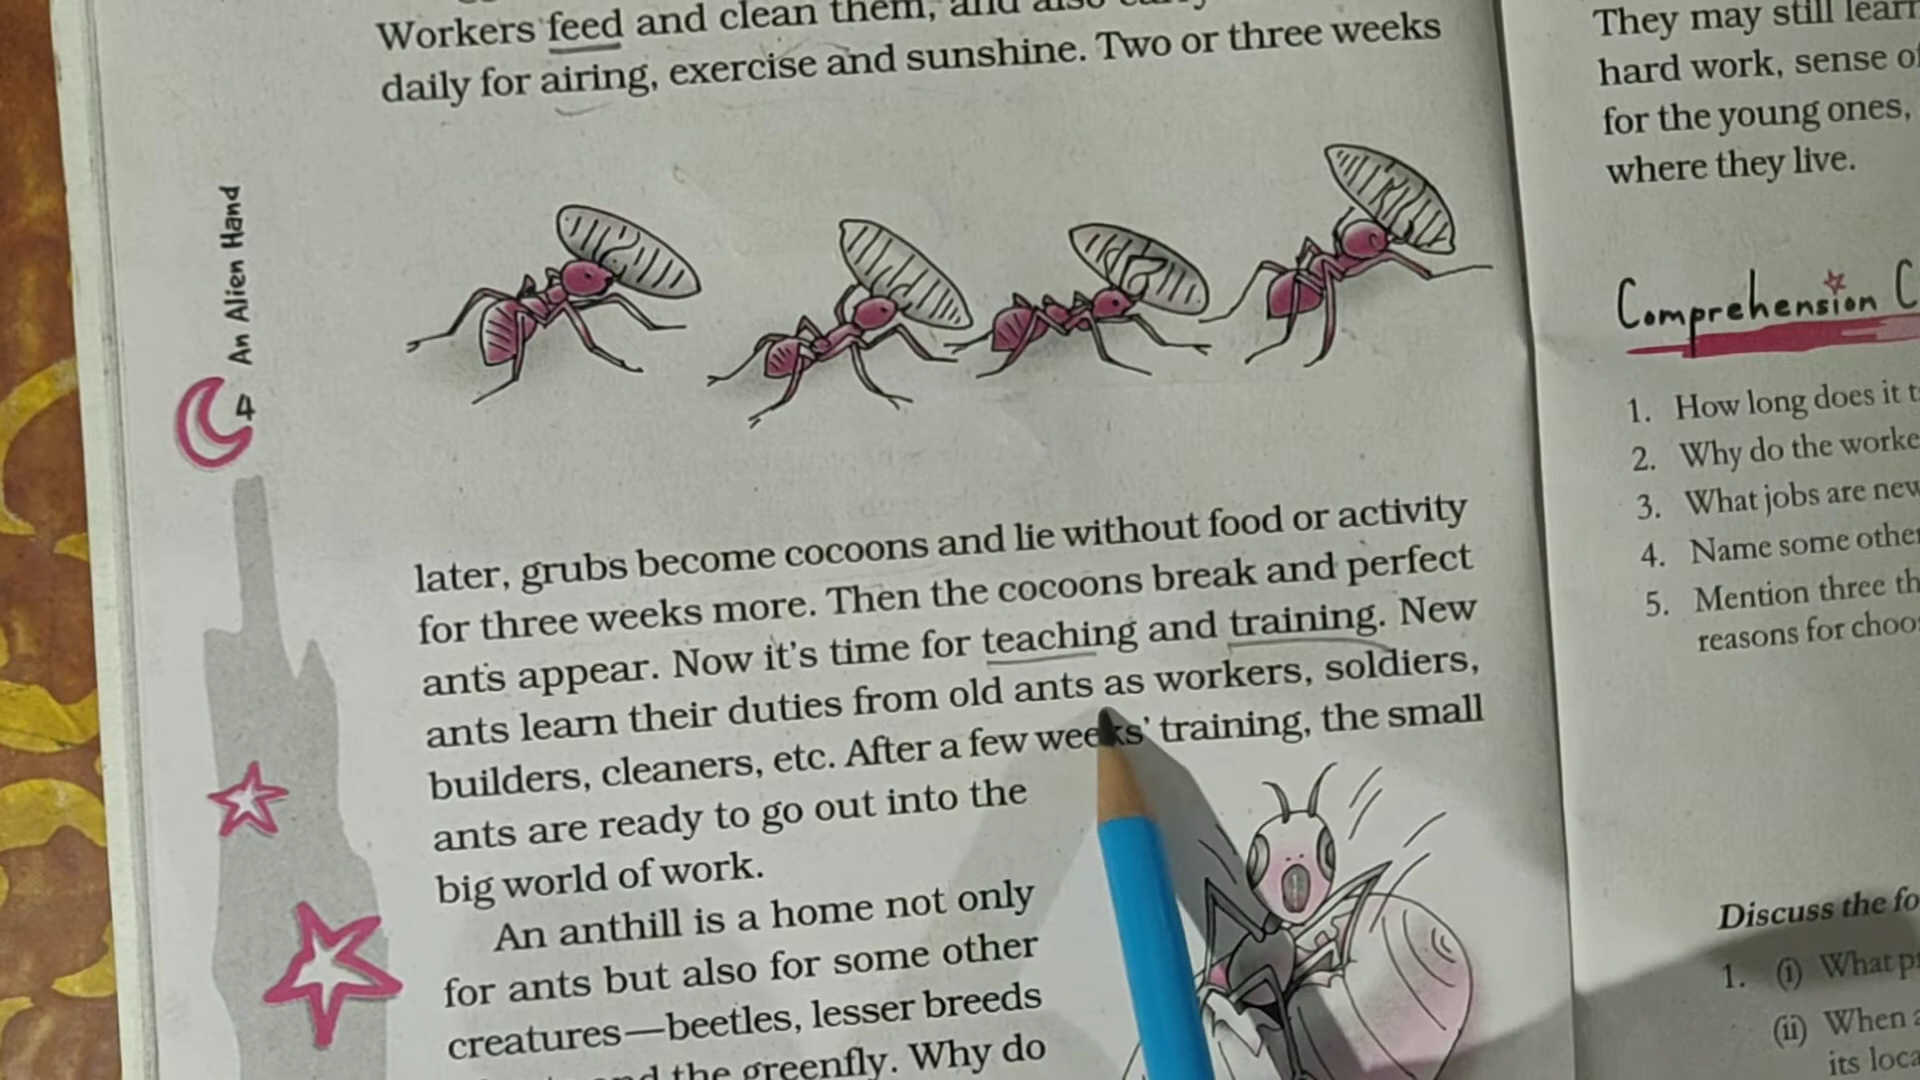 Workers feed and clean them, and also
daily for airing, exercise and sunshine. Two or three weeks
An Alien Hand
4
later, grubs become cocoons and lie without food or activity
for three weeks more. Then the cocoons break and perfect
ants appear. Now it's time for teaching and training. New
ants learn their duties from old ants as workers, soldiers,
builders, cleaners, etc. After a few weeks' training, the small
ants are ready to go out into the
big world of work.
An anthill is a home not only
for ants but also for some other
creatures—beetles, lesser breeds
the greenfly. Why do
They may still learn
hard work, sense of
for the young ones,
where they live.
Comprehension C
1. How long does it
2. Why do the worke
3. What jobs are new
4. Name some other
5. Mention three th
reasons for choo
Discuss the fo
1. (i) What p
(ii) When a
its loca